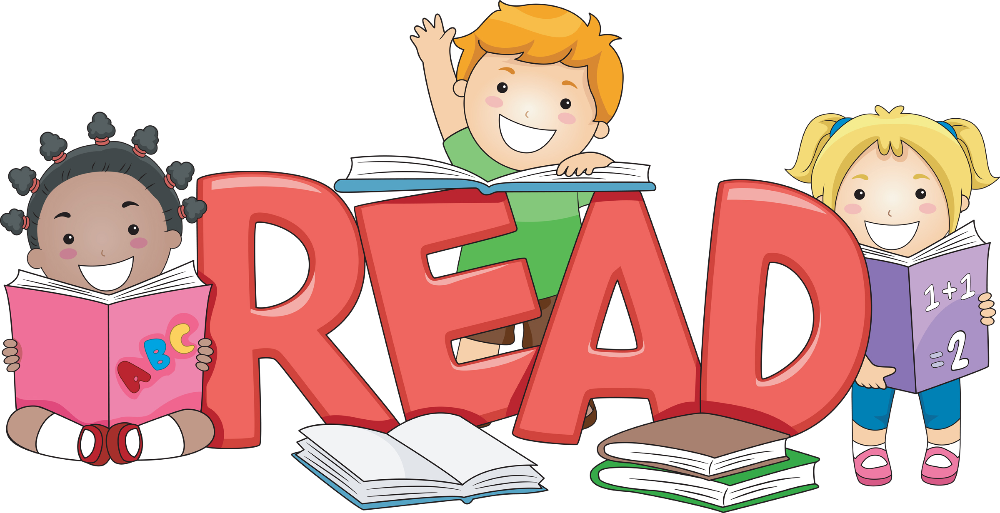 READ
ABC
1+1
=2